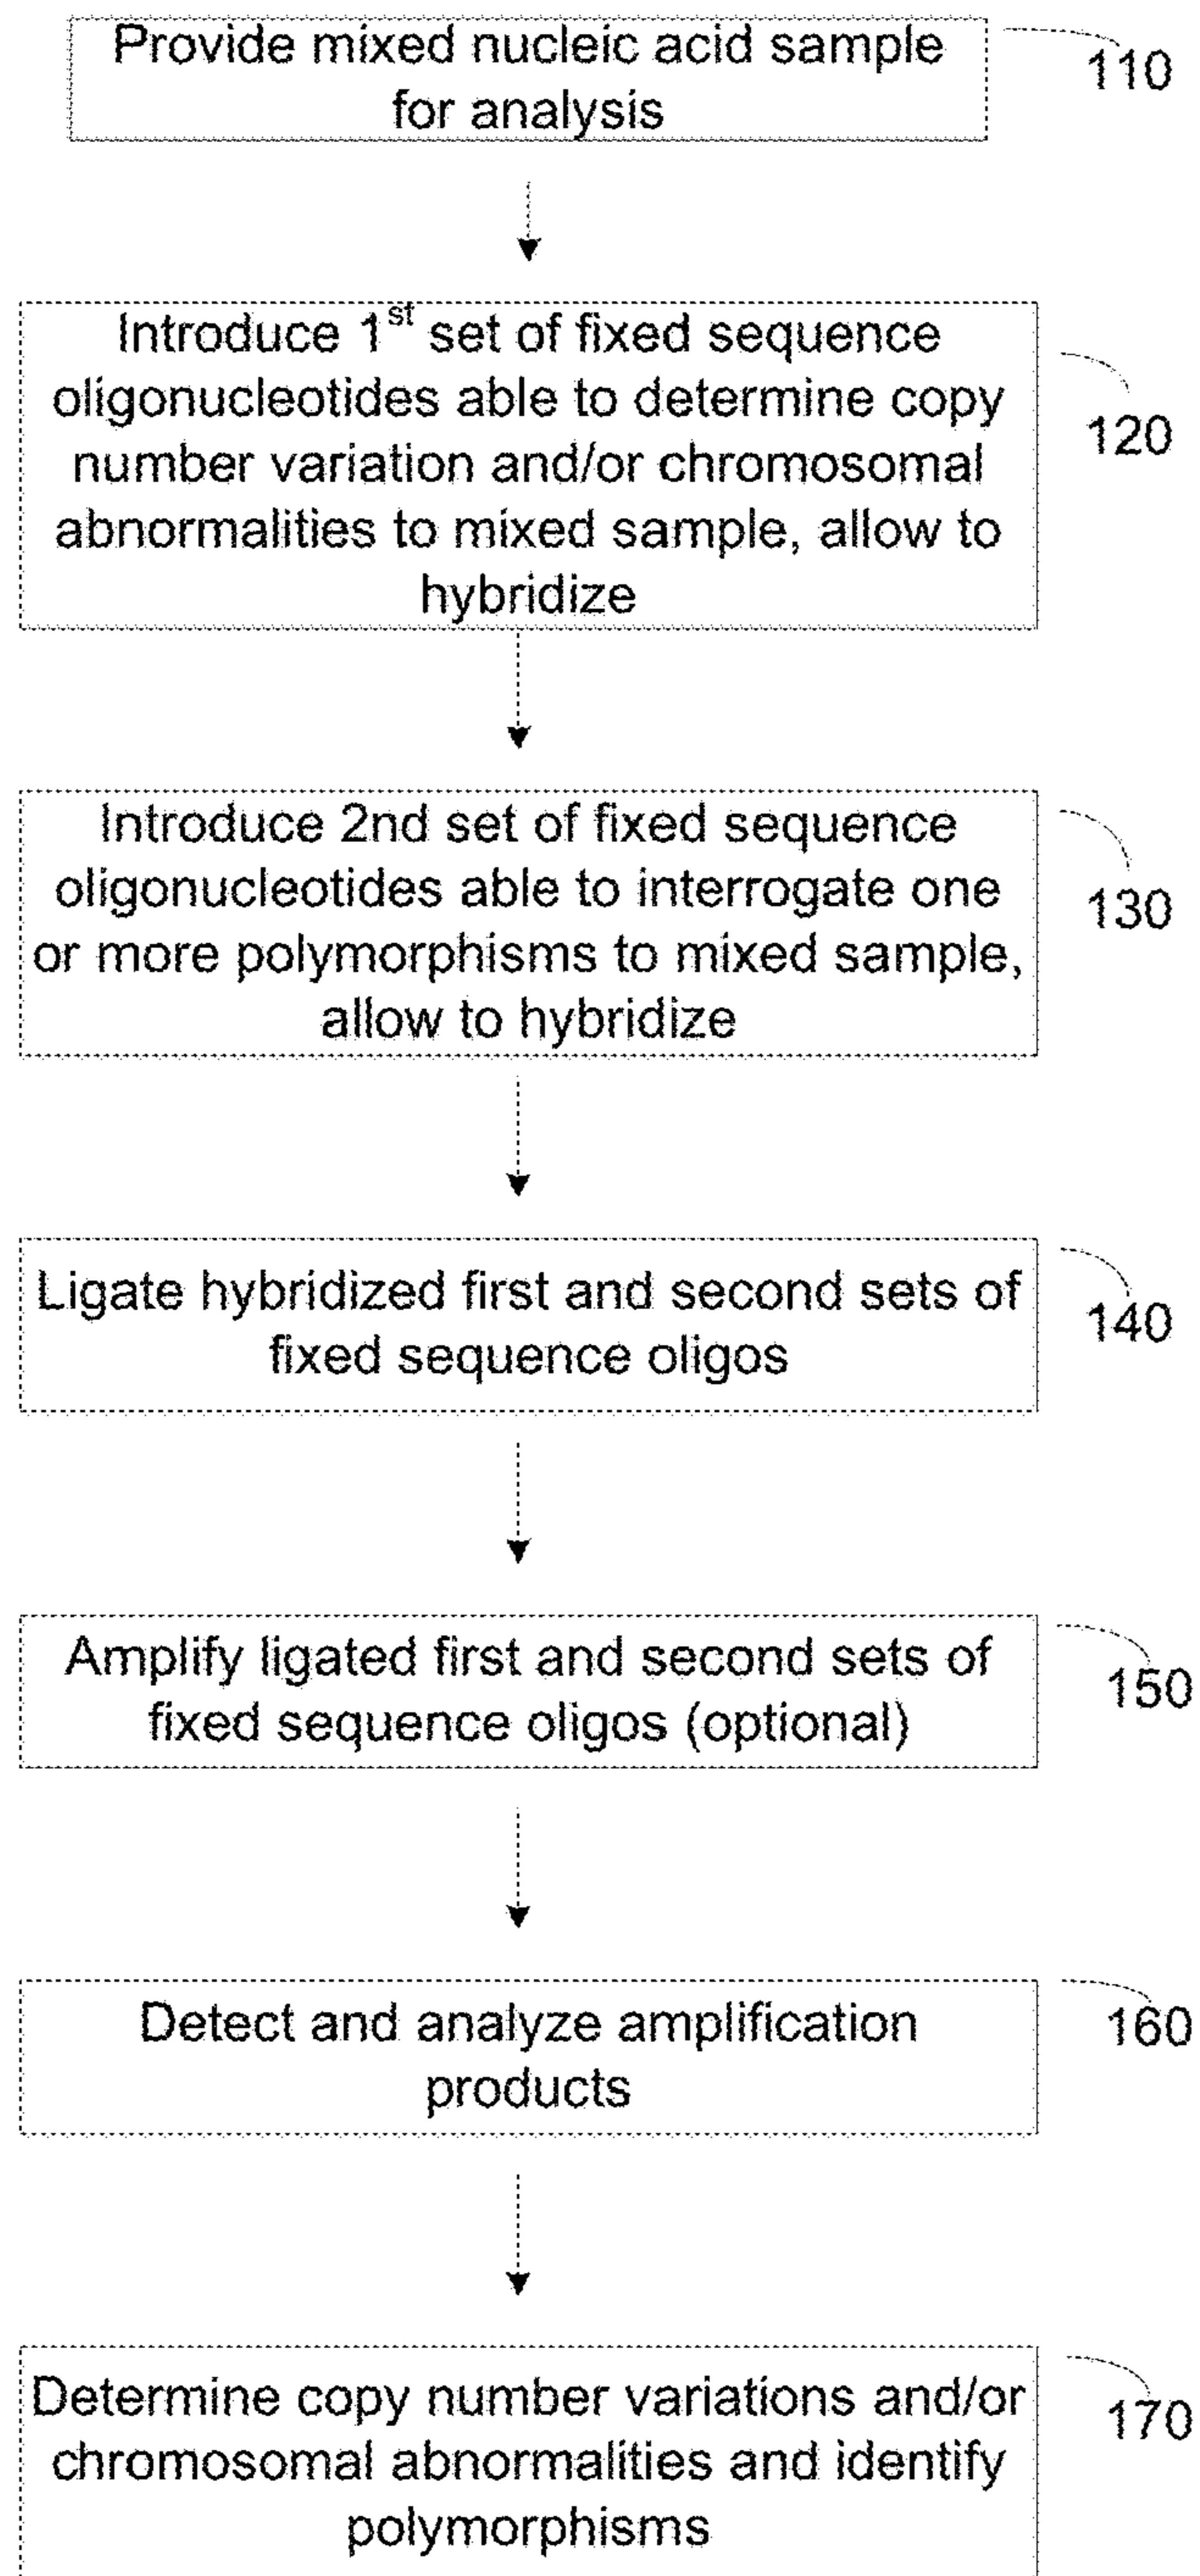 Provide mixed nucleic acid sample
for analysis
110
Introduce 1st set of fixed sequence
oligonucleotides able to determine copy
number variation and/or chromosomal
abnormalities to mixed sample, allow to
hybridize
120
Introduce 2nd set of fixed sequence
oligonucleotides able to interrogate one
or more polymorphisms to mixed sample,
allow to hybridize
130
Ligate hybridized first and second sets of
fixed sequence oligos
140
Amplify ligated first and second sets of
fixed sequence oligos (optional)
150
Detect and analyze amplification
products
160
Determine copy number variations and/or
chromosomal abnormalities and identify
polymorphisms
170